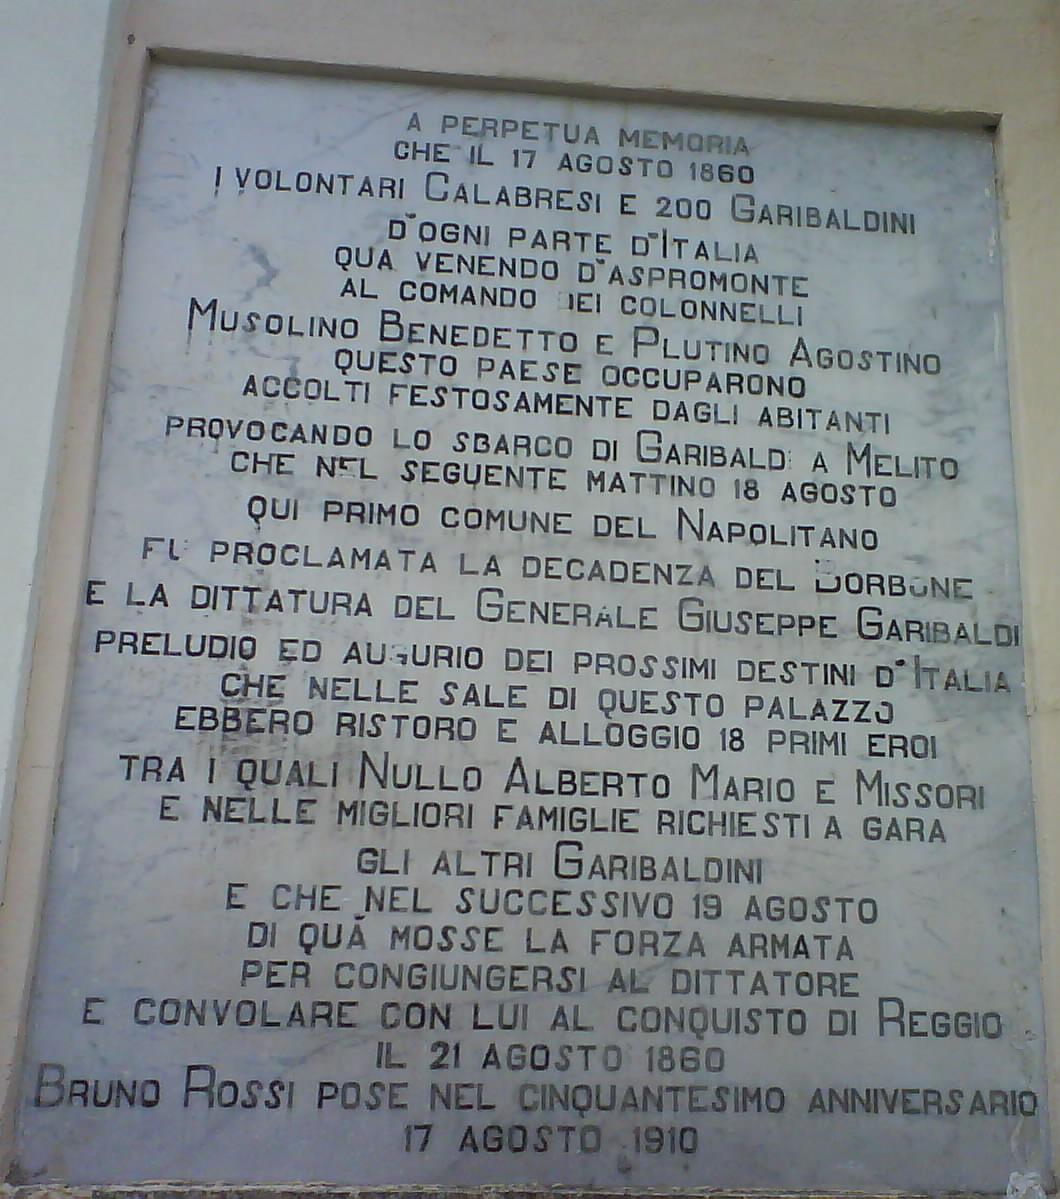 A PERPETUA MEMORIA
CHE IL 17 AGOSTO 1860
I VOLONTARI CALABRESI E 200 GARIBALDINI
D'OGNI PARTE D'ITALIA
QUA VENENDO D'ASPROMONTE
AL COMANDO DEI COLONNELLI
MUSOLINO BENEDETTO E PLUTINO AGOSTINO
QUESTO PAESE OCCUPARONO
ACCOLTI FESTOSAMENTE DAGLI ABITANTI
PROVOCANDO LO SBARCO DI GARIBALDI A MELITO
CHE NEL SEGUENTE MATTINO 18 AGOSTO
QUI PRIMO COMUNE DEL NAPOLITANO
FU PROCLAMATA LA DECADENZA DEL BORBONE
E LA DITTATURA DEL GENERALE GIUSEPPE GARIBALDI
PRELUDIO ED AUGURIO DEI PROSSIMI DESTINI D'ITALIA
CHE NELLE SALE DI QUESTO PALAZZO
EBBERO RISTORO E ALLOGGIO 18 PRIMI EROI
TRA I QUALI NULLO ALBERTO MARIO E MISSORI
E NELLE MIGLIORI FAMIGLIE RICHIESTI A GARA
GLI ALTRI GARIBALDINI
E CHE NEL SUCCESSIVO 19 AGOSTO
DI QUÀ MOSSE LA FORZA ARMATA
PER CONGIUNGERSI AL DITTATORE
E CONVOLARE CON LUI AL CONQUISTO DI REGGIO
IL 21 AGOSTO 1860
BRUNO ROSSI POSE NEL CINQUANTESIMO ANNIVERSARIO
17 AGOSTO 1910